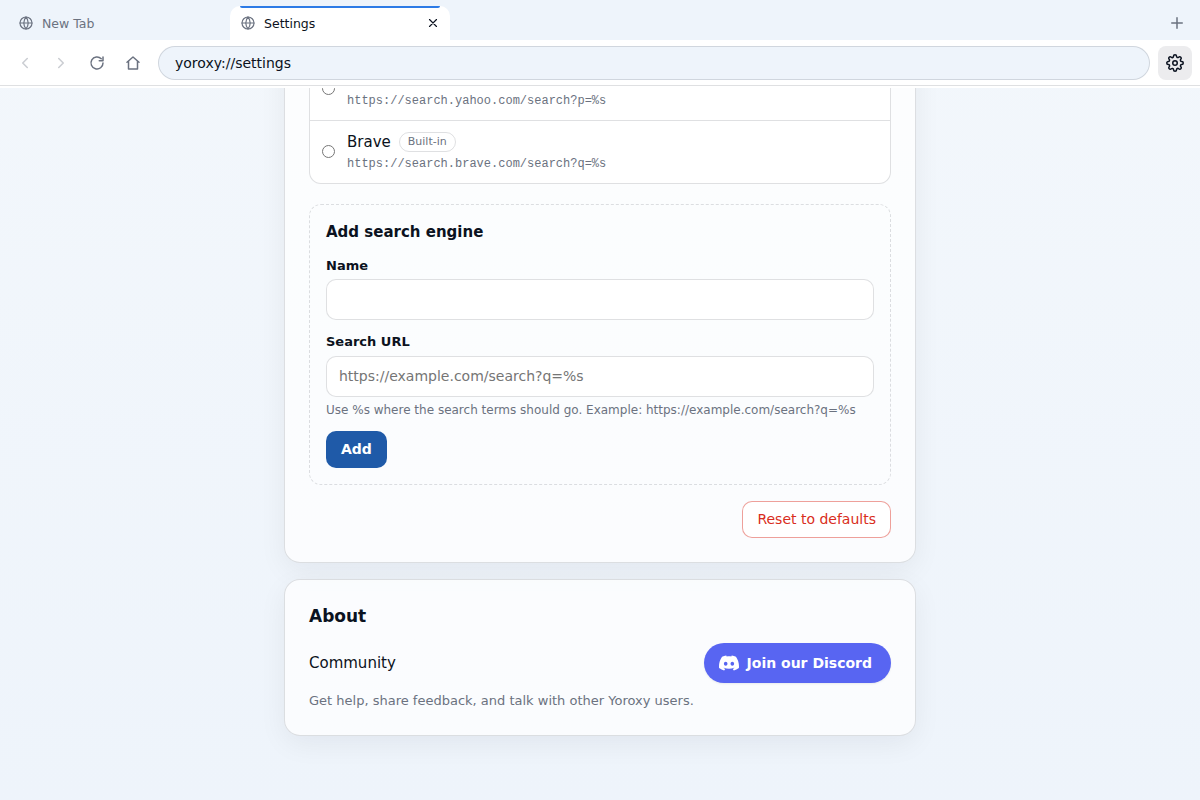 New Tab
Settings
yoroxy://settings
https://search.yahoo.com/search?p=%s
Brave Built-in
https://search.brave.com/search?q=%s
Add search engine
Name
Search URL
https://example.com/search?q=%s
Use %s where the search terms should go. Example: https://example.com/search?q=%s
Add
Reset to defaults
About
Community
Join our Discord
Get help, share feedback, and talk with other Yoroxy users.